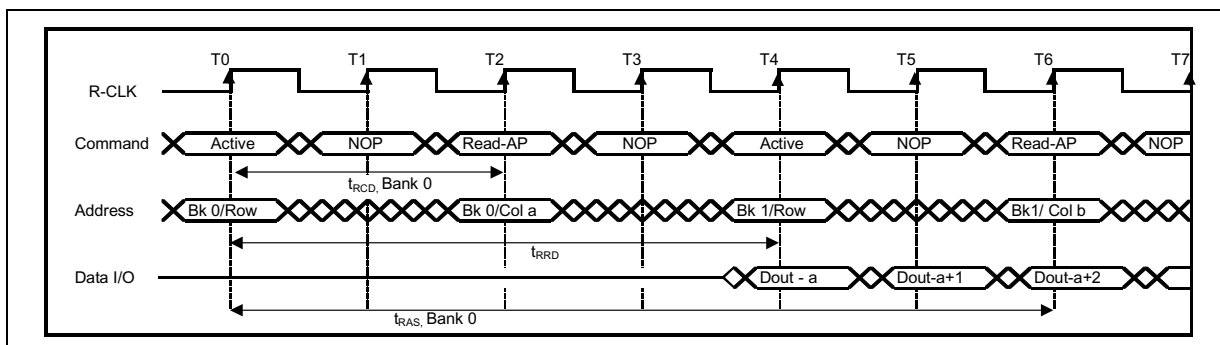 T0 T1 T2 T3 T4 T5 T6 T7
R-CLK
Command Active NOP Read-AP NOP Active NOP Read-AP NOP
tRCD, Bank 0
Address Bk 0/Row Bk 0/Col a Bk 1/Row Bk1/ Col b
tRRD
Data I/O Dout - a Dout-a+1 Dout-a+2
tRAS, Bank 0